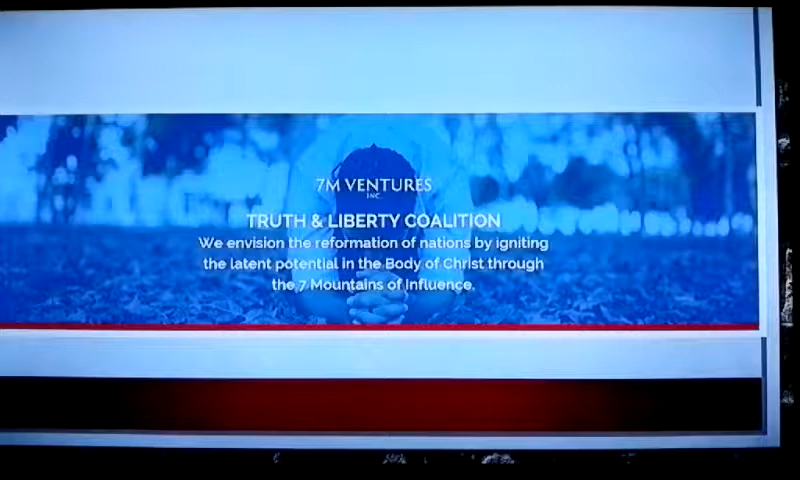 7M VENTURES
INC.
TRUTH & LIBERTY COALITION
We envision the reformation of nations by igniting
the latent potential in the Body of Christ through
the 7 Mountains of Influence.